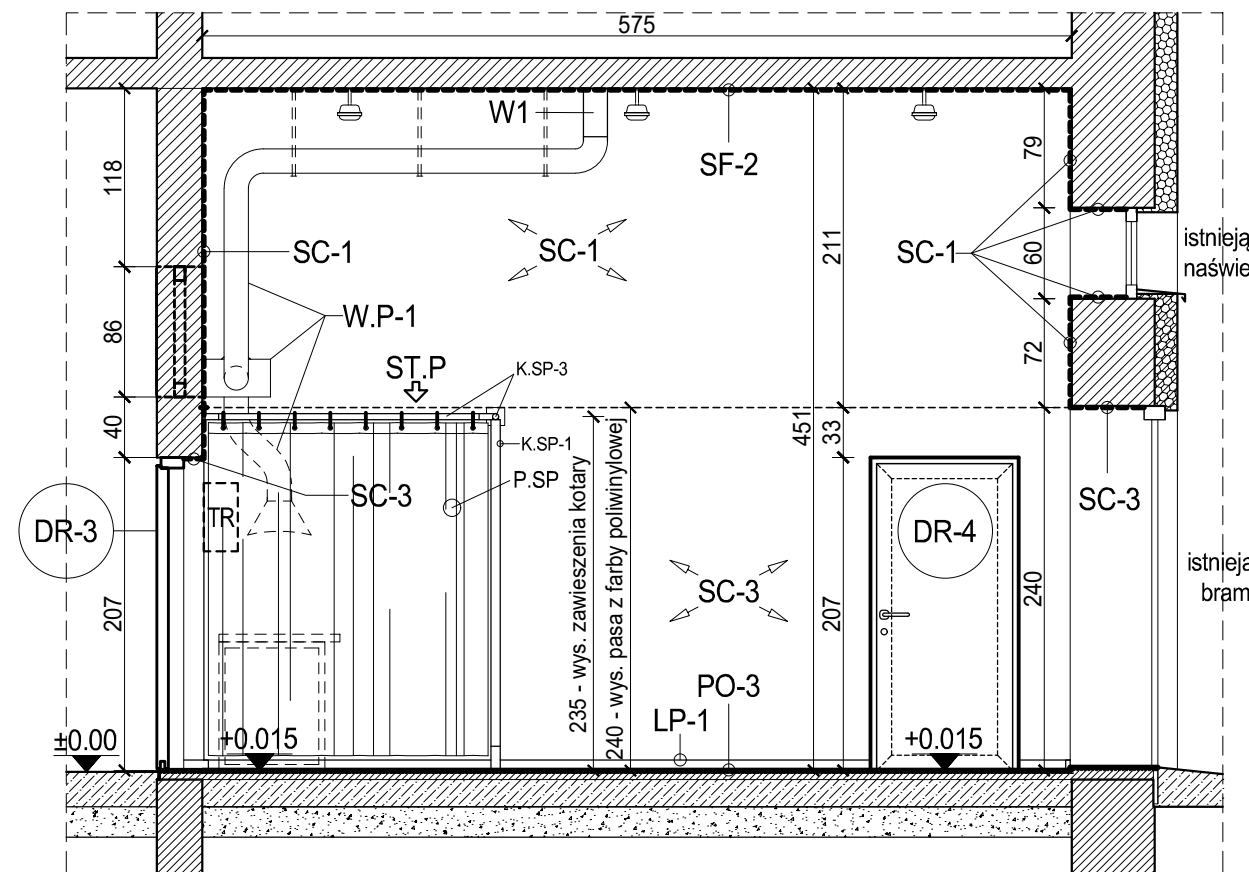 575
W1
SF-2
118
79
SC-1
SC-1
SC-1
211
60
istnieją
naświe
W.P-1
86
72
ST.P
K.SP-3
40
451
33
K.SP-1
P.SP
SC-3
SC-3
TR
DR-3
DR-4
235 - wys. zawieszenia kotary
240 - wys. pasa z farby poliwinylowej
istnieją
bram
SC-3
207
207
240
PO-3
LP-1
±0.00
+0.015
+0.015